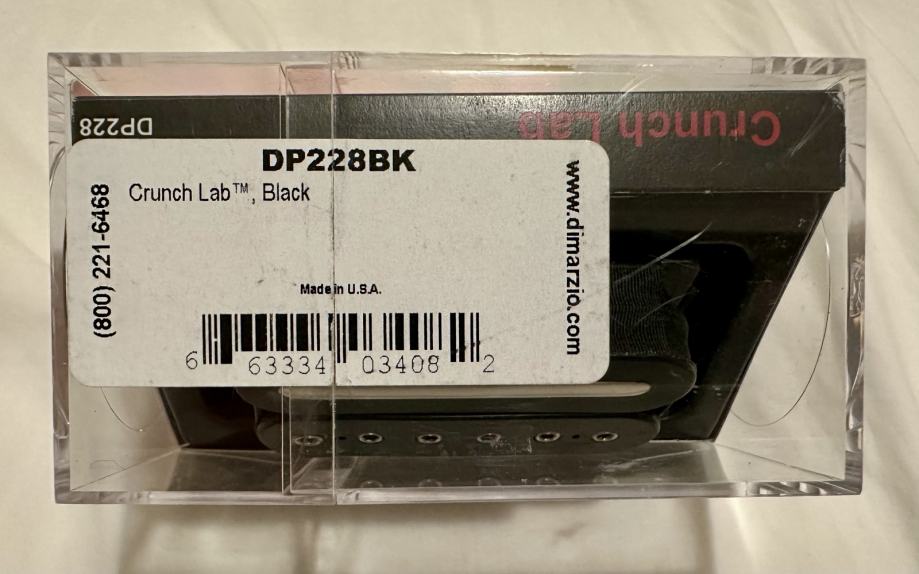 DP228
Crunch Lab
DP228BK
Crunch Lab™, Black
(800) 221-6468
www.dimarzio.com
Made in U.S.A.
6 63334 03408 2